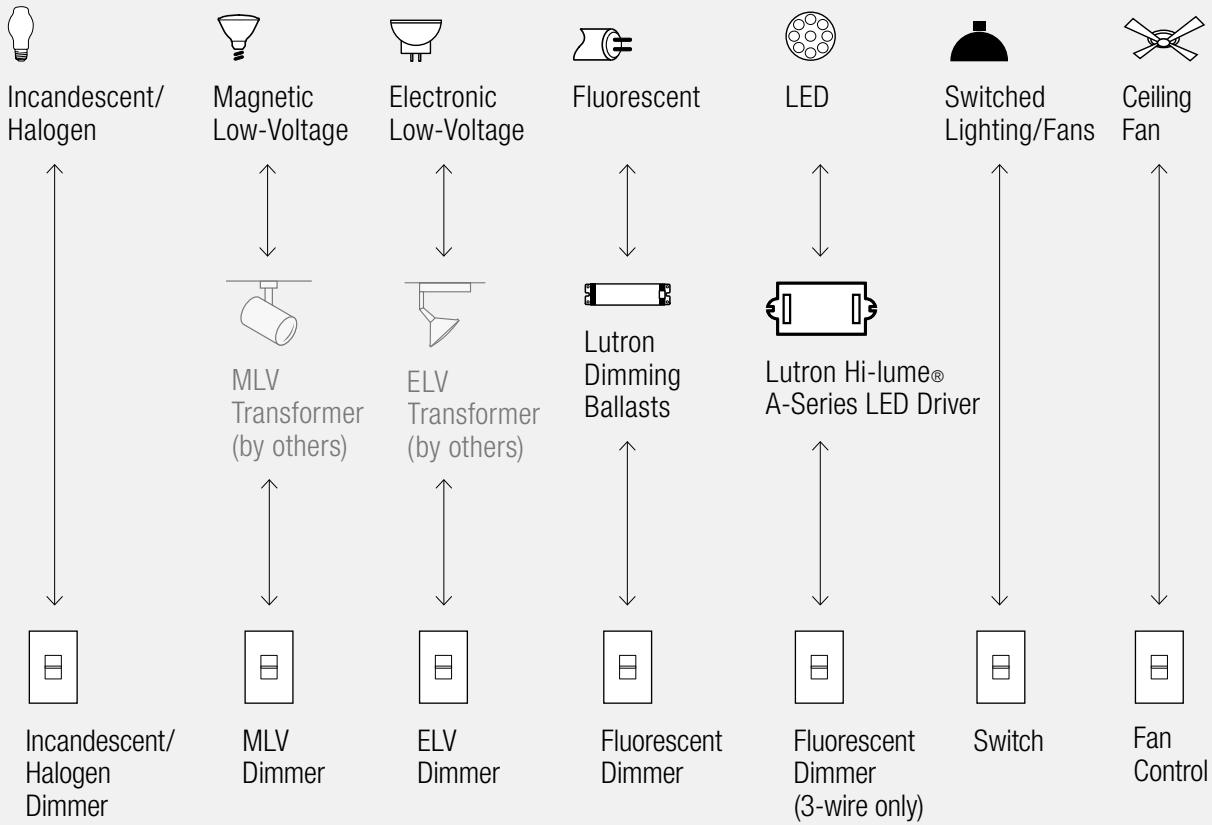 Incandescent/
Halogen
Magnetic
Low-Voltage
Electronic
Low-Voltage
Fluorescent
LED
Switched
Lighting/Fans
Ceiling
Fan
MLV
Transformer
(by others)
ELV
Transformer
(by others)
Lutron
Dimming
Ballasts
Lutron Hi-lume®
A-Series LED Driver
Incandescent/
Halogen
Dimmer
MLV
Dimmer
ELV
Dimmer
Fluorescent
Dimmer
Fluorescent
Dimmer
(3-wire only)
Switch
Fan
Control